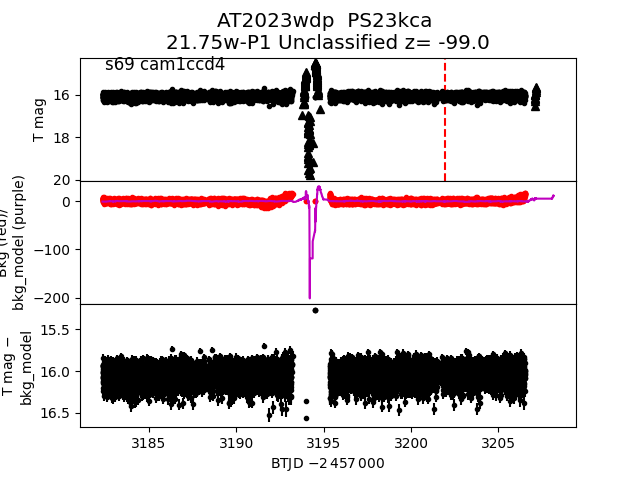 AT2023wdp  PS23kca
21.75w-P1 Unclassified z= -99.0
s69 cam1ccd4
T mag
16
18
20
Bkg (red)/
bkg_model (purple)
0
−100
−200
T mag −
bkg_model
15.5
16.0
16.5
3185
3190
3195
3200
3205
BTJD −2 457 000